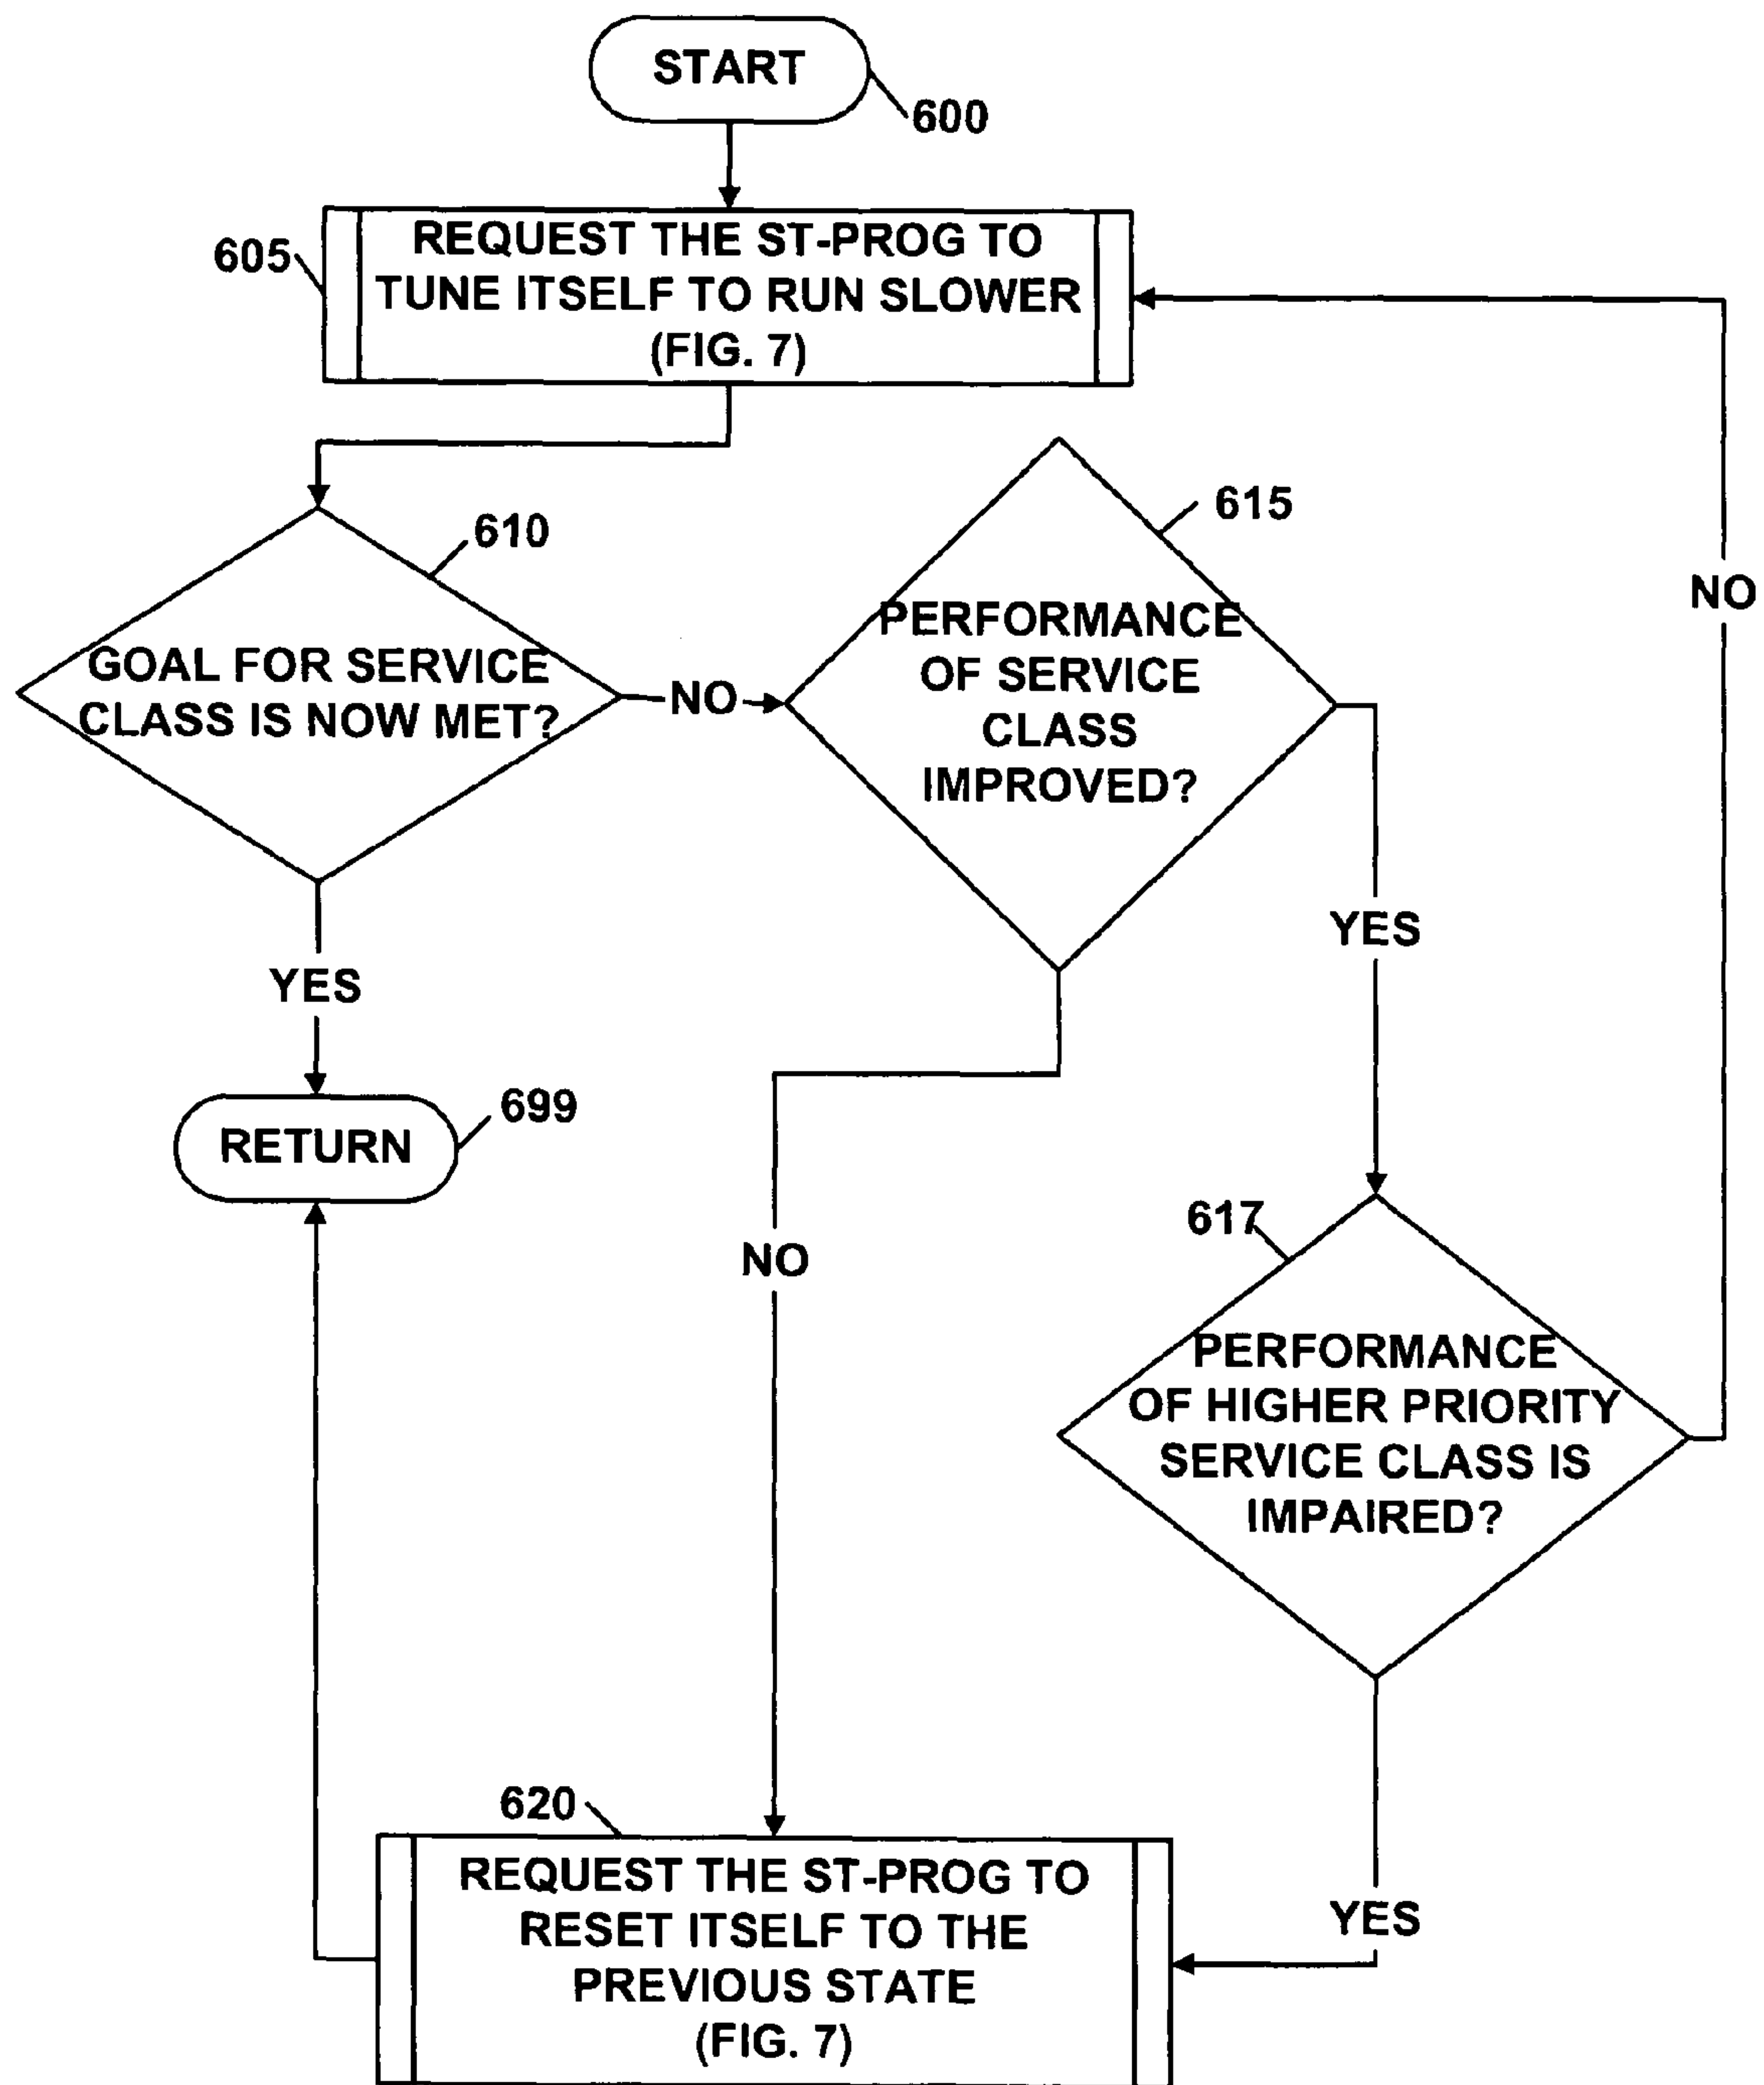 START
600
605
REQUEST THE ST-PROG TO
TUNE ITSELF TO RUN SLOWER
(FIG. 7)
610
GOAL FOR SERVICE
CLASS IS NOW MET?
NO
615
PERFORMANCE
OF SERVICE
CLASS
IMPROVED?
NO
YES
YES
699
RETURN
NO
617
PERFORMANCE
OF HIGHER PRIORITY
SERVICE CLASS IS
IMPAIRED?
YES
620
REQUEST THE ST-PROG TO
RESET ITSELF TO THE
PREVIOUS STATE
(FIG. 7)